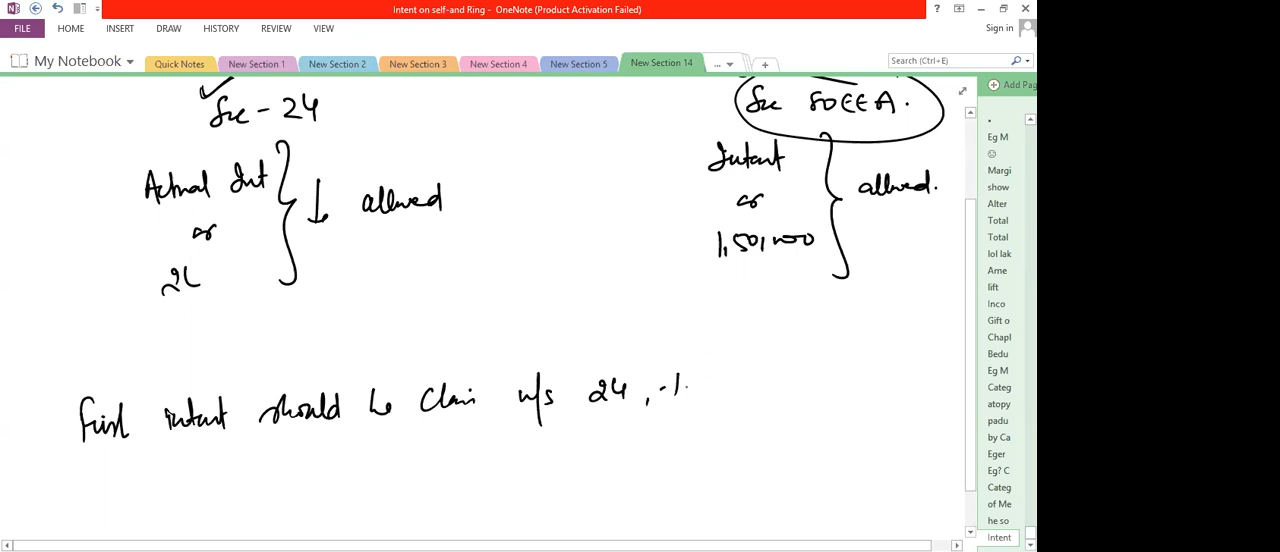 Intent on self-and Ring - OneNote (Product Activation Failed)
?
Sign in
FILE HOME INSERT DRAW HISTORY REVIEW VIEW
My Notebook Quick Notes New Section 1 New Section 2 New Section 3 New Section 4 New Section 5 New Section 14 ... + Search (Ctrl+E)
Add Pag
Sec - 24
Sec 80EEA.
Actual Int
or
2L
allowed
or
1,50,000
allowed.
First should be Claim u/s 24,
Eg M
Margi
show
Alter
Total
Total
lol lak
Ame
lift
Inco
Gift o
Chapl
Bedu
Eg M
Categ
atopy
padu
by Ca
Eger
Eg? C
Categ
of Me
he so
Intent